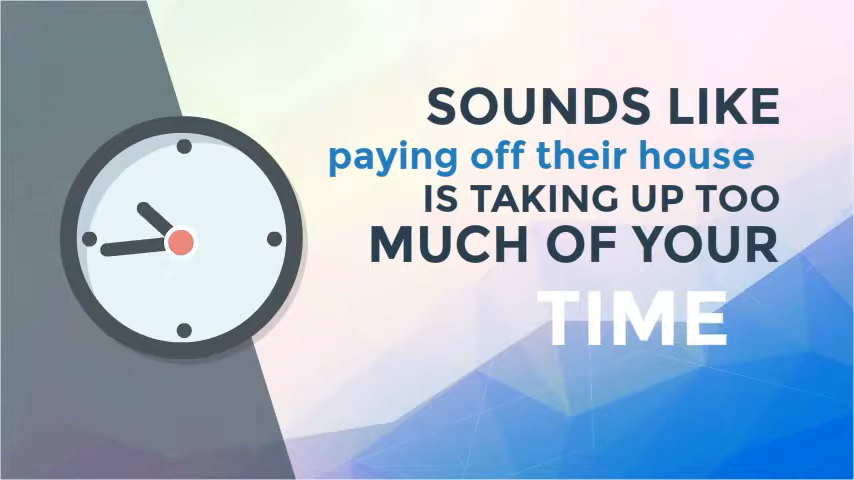 SOUNDS LIKE
paying off their house
IS TAKING UP TOO
MUCH OF YOUR
TIME